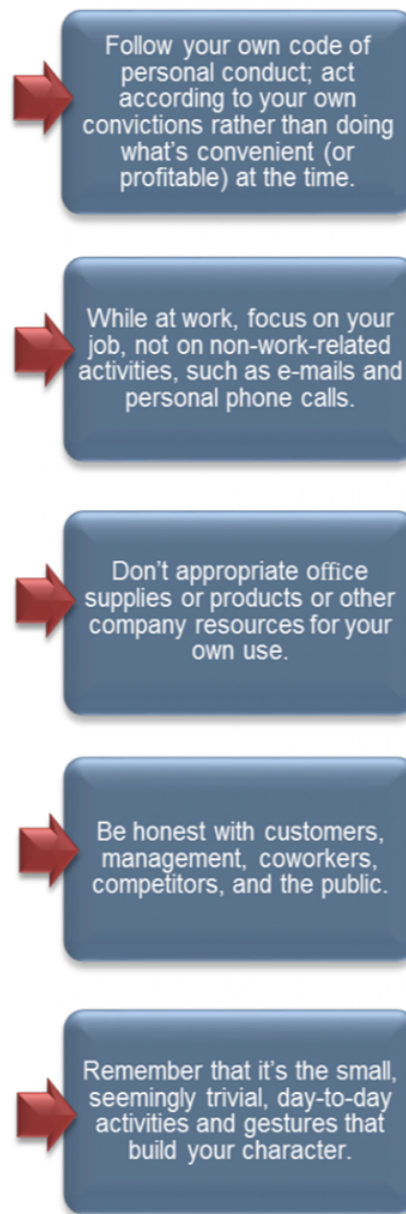 Follow your own code of
personal conduct; act
according to your own
convictions rather than doing
what's convenient (or
profitable) at the time.
While at work, focus on your
job, not on non-work-related
activities, such as e-mails and
personal phone calls.
Don't appropriate office
supplies or products or other
company resources for your
own use.
Be honest with customers,
management, coworkers,
competitors, and the public.
Remember that it's the small,
seemingly trivial, day-to-day
activities and gestures that
build your character.